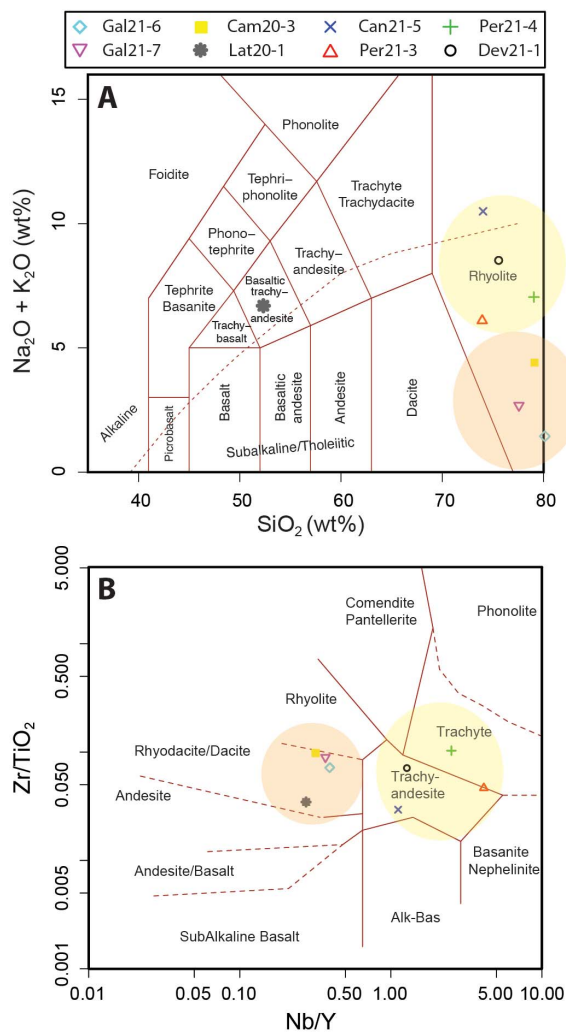 Gal21-6 Cam20-3 Can21-5 Per21-4
Gal21-7 Lat20-1 Per21-3 Dev21-1
A
Phonolite
Foidite
Tephri-
phonolite
Trachyte
Trachydacite
Phono-
tephrite
Trachy-
andesite
Rhyolite
Tephrite
Basanite
Basaltic
trachy-
andesite
Trachy-
basalt
Alkaline
Picrobasalt
Basalt
Basaltic
andesite
Andesite
Dacite
Subalkaline/Tholeiitic
Na₂O + K₂O (wt%)
15
10
5
0
40 50 60 70 80
SiO₂ (wt%)
B
Comendite
Pantellerite
Phonolite
Rhyolite
Trachyte
Rhyodacite/Dacite
Andesite
Trachy-
andesite
Andesite/Basalt
Basanite
Nephelinite
Alk-Bas
SubAlkaline Basalt
Zr/TiO₂
5.000
0.500
0.050
0.005
0.001
0.01 0.05 0.10 0.50 1.00 5.00 10.00
Nb/Y